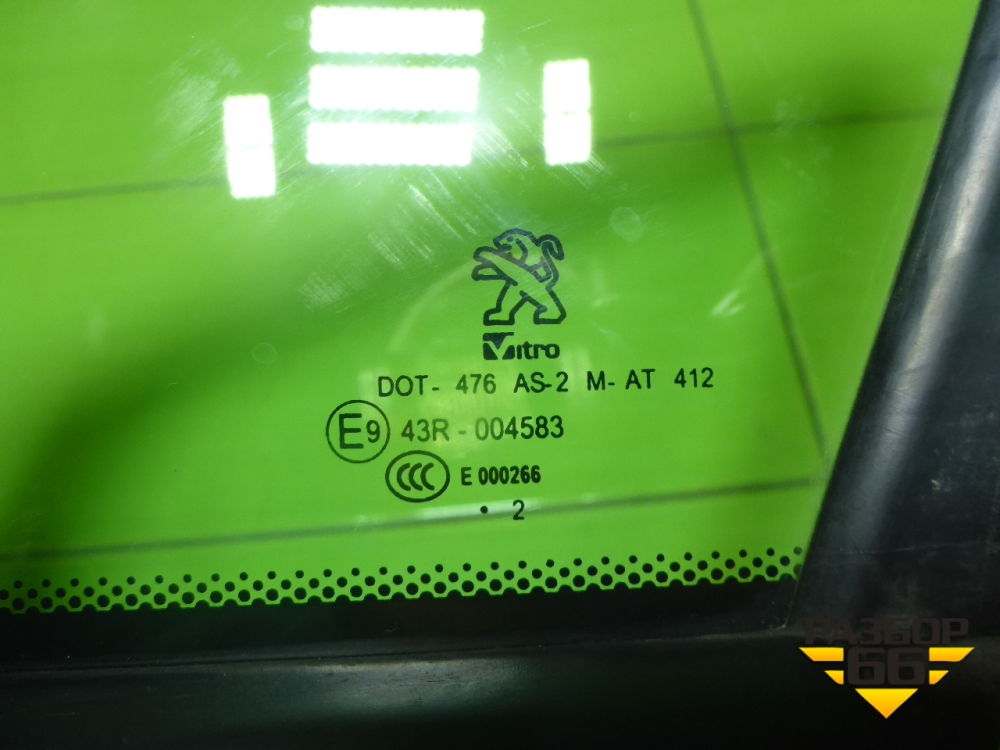 Vitro
DOT- 476 AS-2 M- AT 412
E9 43R - 004583
CCC E 000266
• 2
РАЗБОР
66